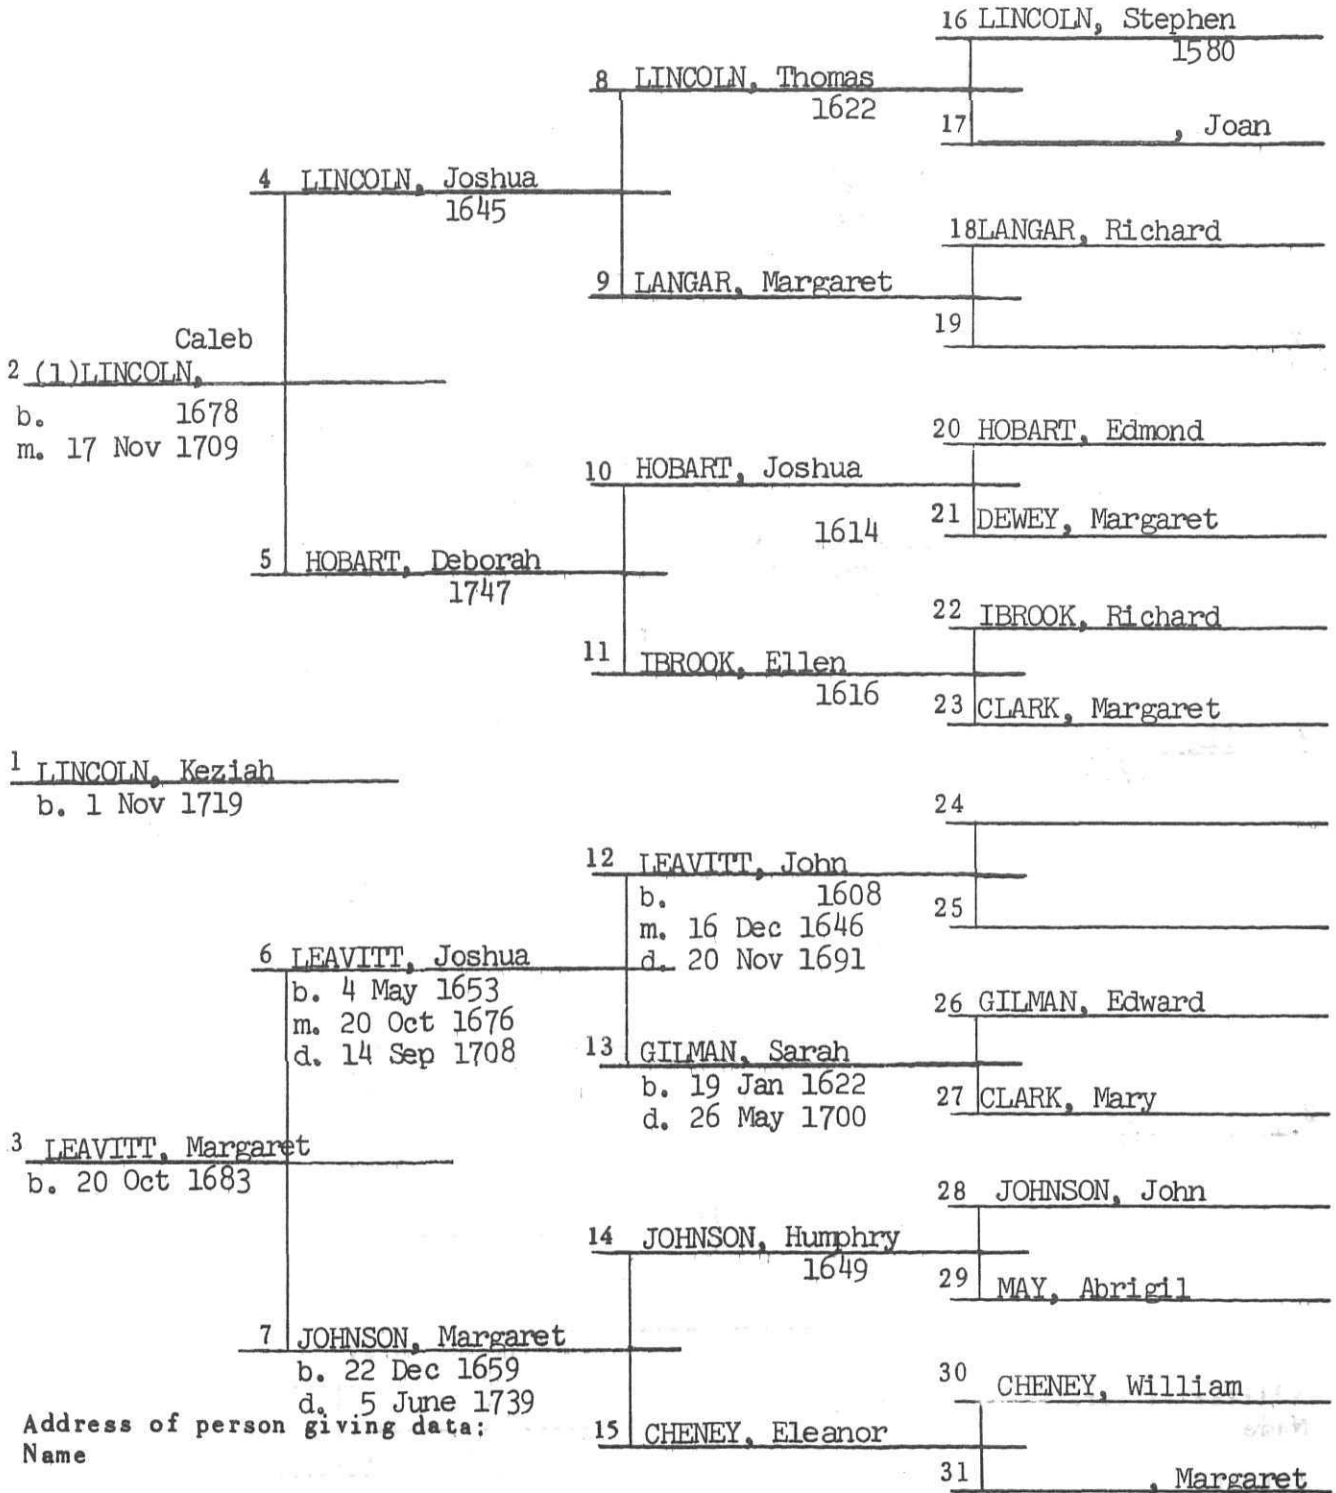 16 LINCOLN, Stephen
1580
8 LINCOLN, Thomas
1622
17 , Joan
4 LINCOLN, Joshua
1645
18 LANGAR, Richard
9 LANGAR, Margaret
19
Caleb
2 (1)LINCOLN,
b. 1678
m. 17 Nov 1709
20 HOBART, Edmond
10 HOBART, Joshua
1614
21 DEWEY, Margaret
5 HOBART, Deborah
1747
22 IBROOK, Richard
11 IBROOK, Ellen
1616
23 CLARK, Margaret
1 LINCOLN, Keziah
b. 1 Nov 1719
24
12 LEAVITT, John
b. 1608
m. 16 Dec 1646
d. 20 Nov 1691
25
6 LEAVITT, Joshua
b. 4 May 1653
m. 20 Oct 1676
d. 14 Sep 1708
26 GILMAN, Edward
13 GILMAN, Sarah
b. 19 Jan 1622
d. 26 May 1700
27 CLARK, Mary
3 LEAVITT, Margaret
b. 20 Oct 1683
28 JOHNSON, John
14 JOHNSON, Humphry
1649
29 MAY, Abrigil
7 JOHNSON, Margaret
b. 22 Dec 1659
d. 5 June 1739
30 CHENEY, William
15 CHENEY, Eleanor
31 , Margaret
Address of person giving data:
Name